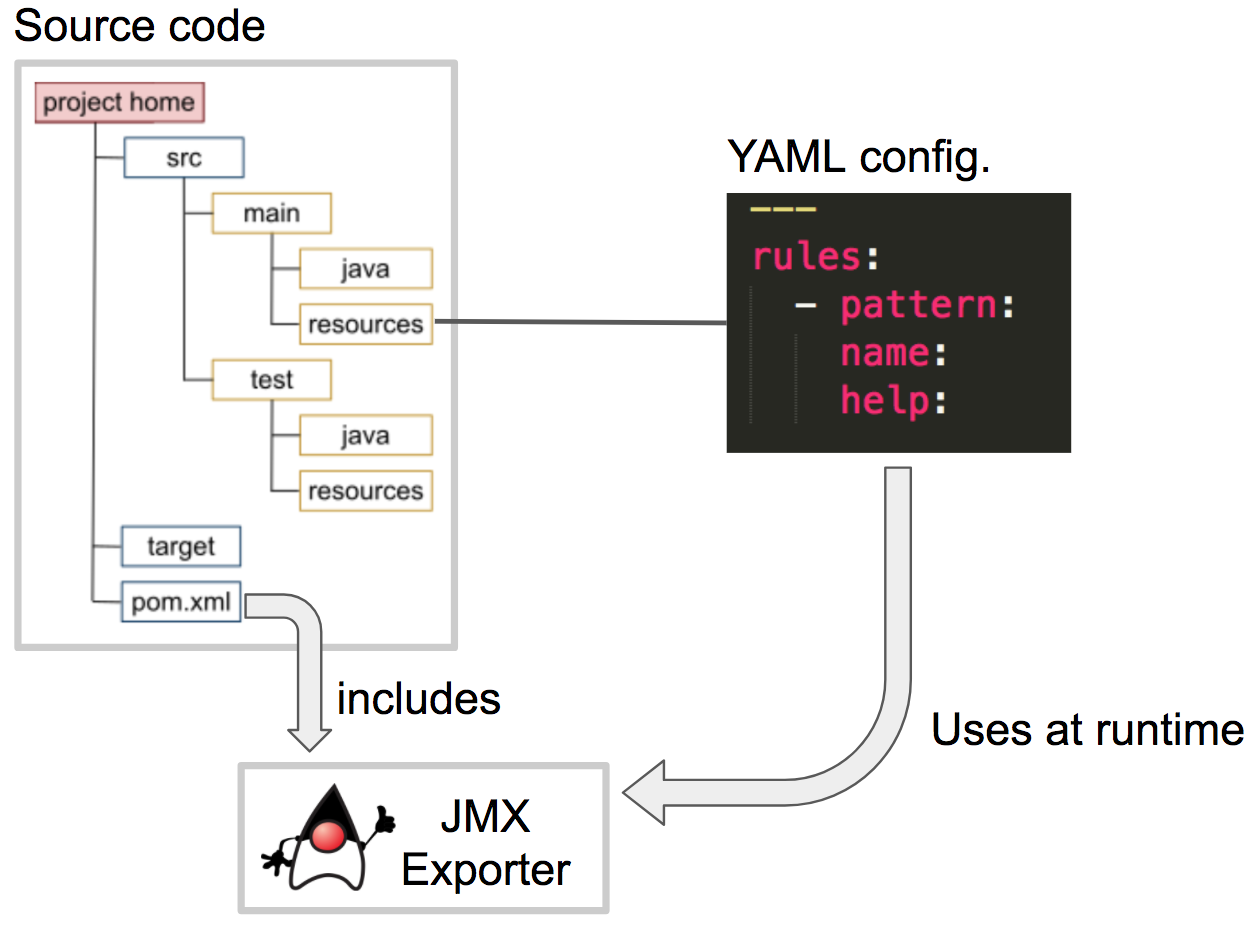 Source code
project home
src
main
java
resources
test
java
resources
target
pom.xml
includes
YAML config.
---
rules:
- pattern:
name:
help:
Uses at runtime
JMX
Exporter